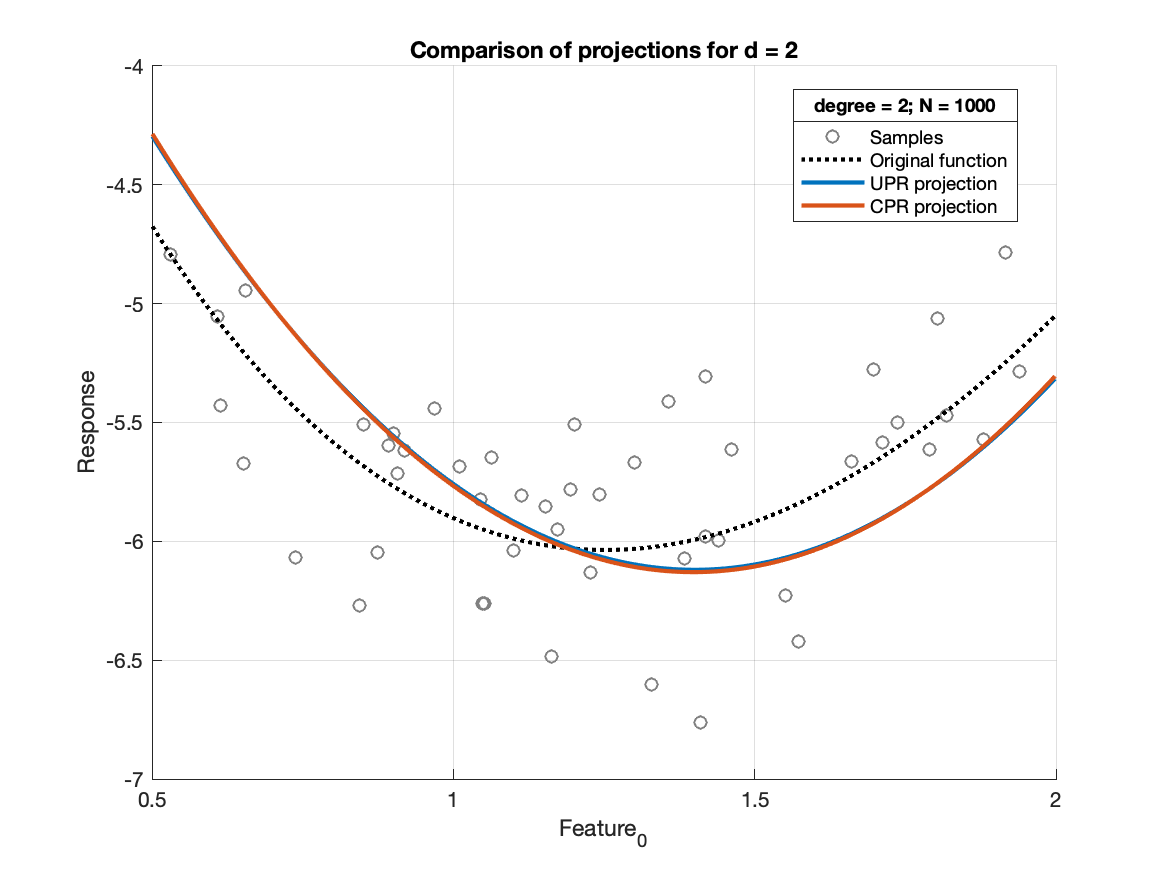 Comparison of projections for d = 2
degree = 2; N = 1000
Samples
Original function
UPR projection
CPR projection
-4
-4.5
-5
-5.5
-6
-6.5
-7
Response
0.5
1
1.5
2
Feature0